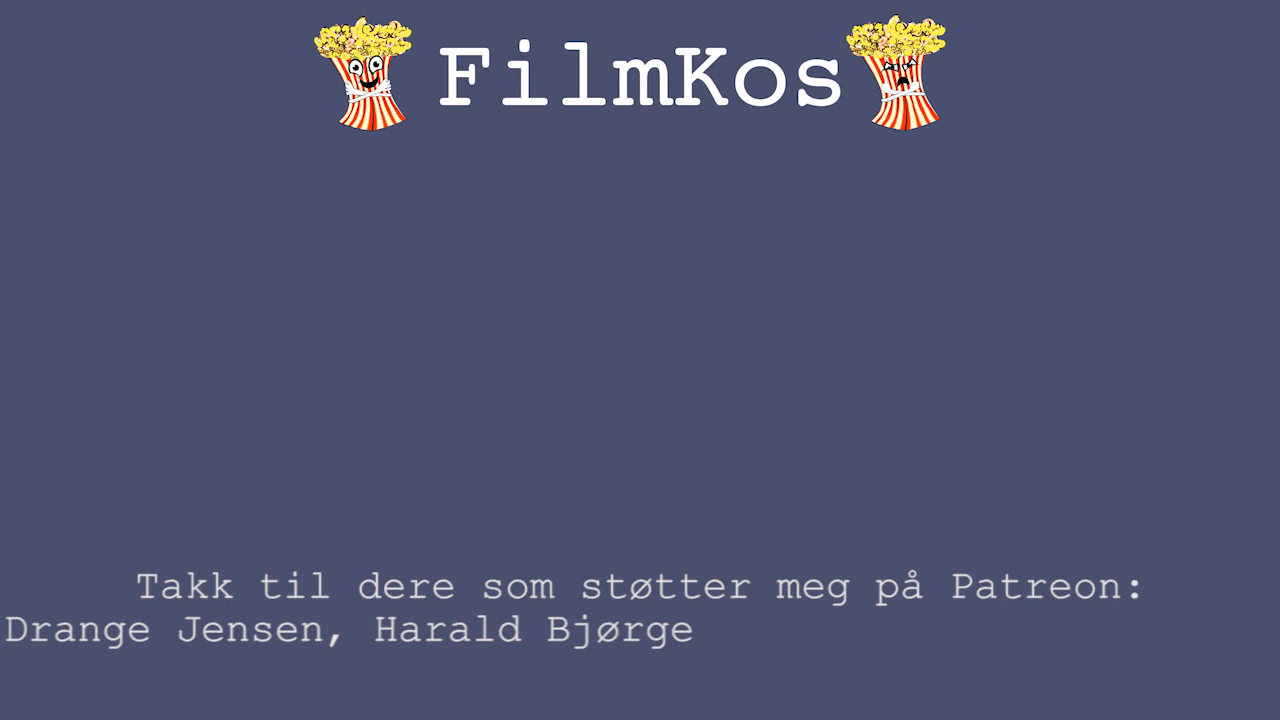 FilmKos
Takk til dere som støtter meg på Patreon:
Drange Jensen, Harald Bjørge